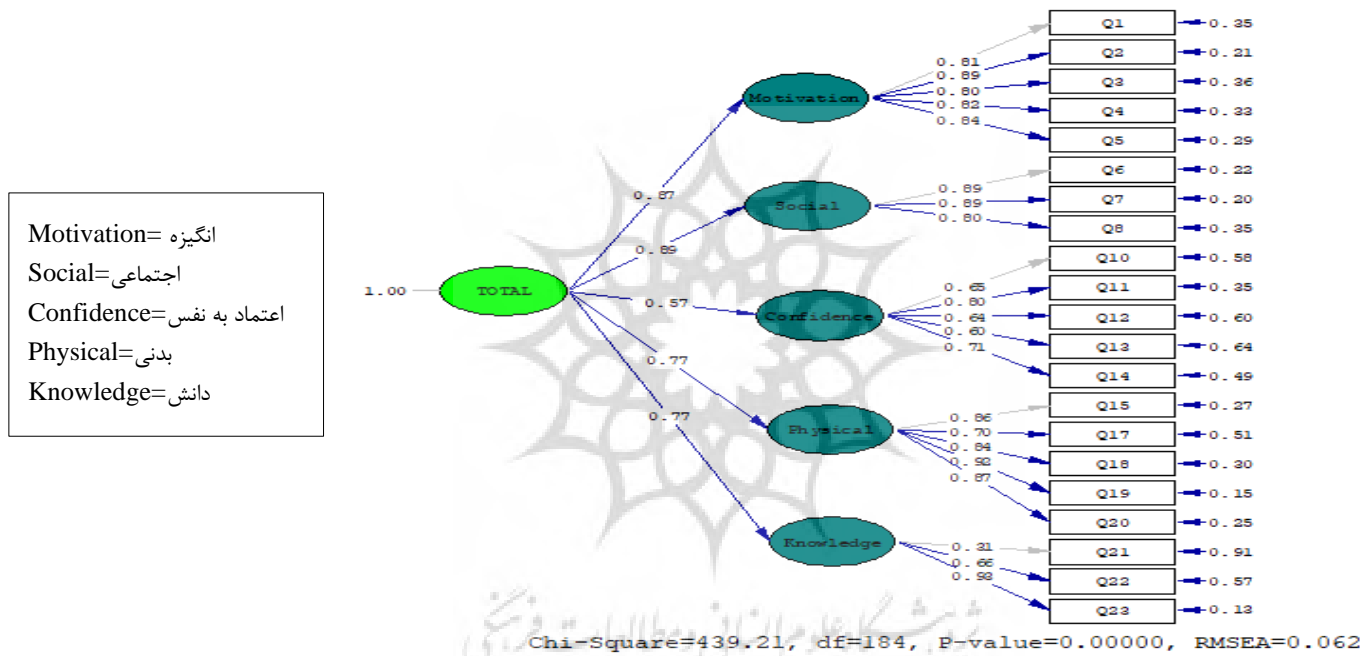 Motivation= انگیزه
Social=اجتماعی
Confidence=اعتماد به نفس
Physical=بدنی
Knowledge=دانش
1.00
TOTAL
0.87
0.89
0.57
0.77
0.77
Motivation
0.81
0.89
0.80
0.82
0.84
Social
0.89
0.89
0.80
Confidence
0.65
0.80
0.64
0.60
0.71
Physical
0.86
0.70
0.84
0.92
0.87
Knowledge
0.31
0.66
0.93
Q1 0.35
Q2 0.21
Q3 0.36
Q4 0.33
Q5 0.29
Q6 0.22
Q7 0.20
Q8 0.35
Q10 0.58
Q11 0.35
Q12 0.60
Q13 0.64
Q14 0.49
Q15 0.27
Q17 0.51
Q18 0.30
Q19 0.15
Q20 0.25
Q21 0.91
Q22 0.57
Q23 0.13
پژوهشگاه علوم انسانی و مطالعات فرهنگی
Chi-Square=439.21, df=184, P-value=0.00000, RMSEA=0.062